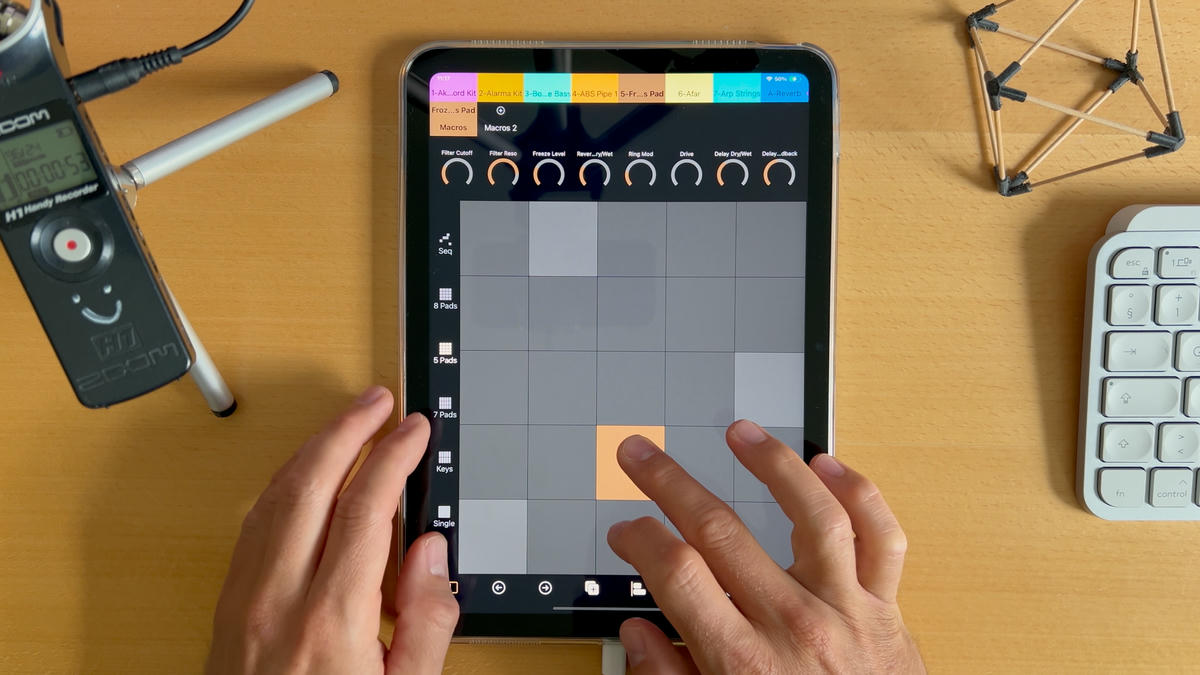 ZOOM
00:00:53
H1 Handy Recorder
H1
ZOOM
11:17
50%
1-Ak...ord Kit
2-Alarma Kit
3-Bo...e Bass
4-ABS Pipe 1
5-Fr...s Pad
6-Afar
7-Arp Strings
A-Reverb
Froz...s Pad
Macros
Macros 2
Filter Cutoff
Filter Reso
Freeze Level
Rever...ry/Wet
Ring Mod
Drive
Delay Dry/Wet
Delay...dback
Seq
8 Pads
5 Pads
7 Pads
Keys
Single
esc
1
°
§
+
1
>
<
fn
control